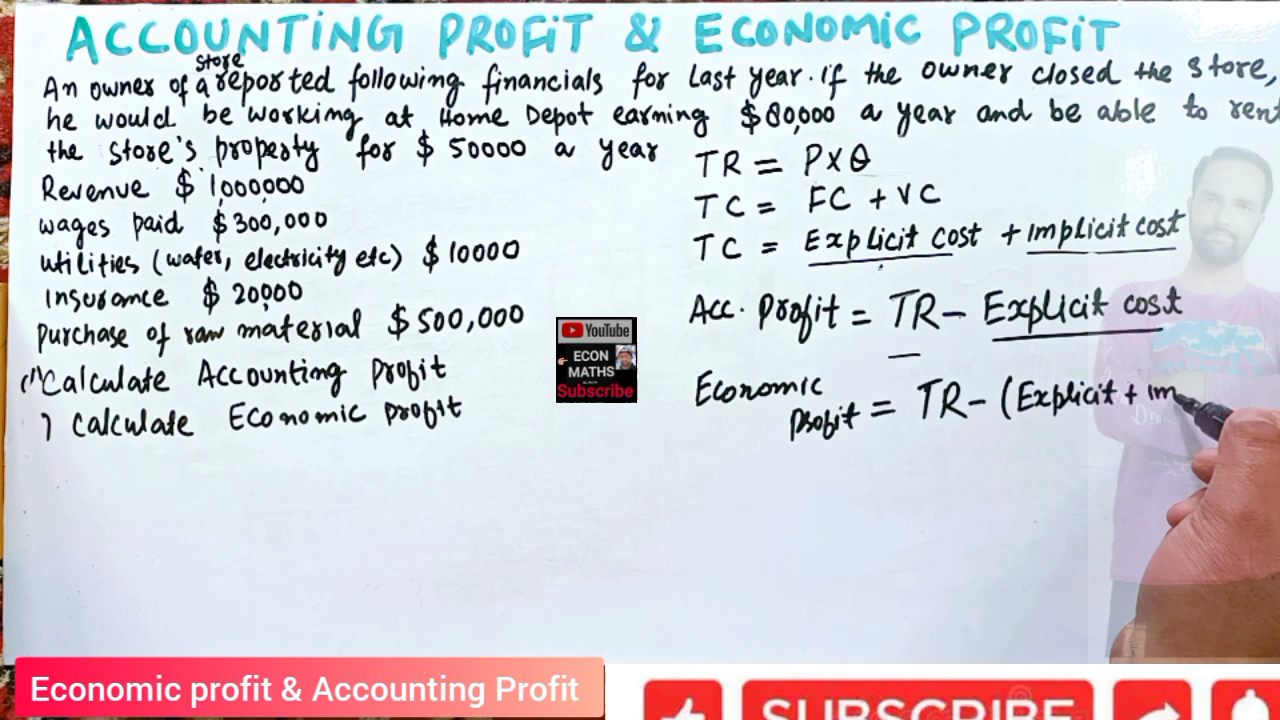 ACCOUNTING PROFIT & ECONOMIC PROFIT
store
An owner of a reported following financials for Last year. if the owner closed the store,
he would be working at Home Depot earning $80,000 a year and be able to rent
the store's property for $ 50000 a year
Revenue $ 1,000,000
wages paid $300,000
utilities (water, electricity etc) $ 10000
Insurance $ 20,000
Purchase of raw material $ 500,000
(1) Calculate Accounting Profit
) Calculate Economic profit
TR = P×Q
TC = FC + VC
TC = Explicit cost + implicit cost
Acc. Profit = TR - Explicit cost
Economic
profit = TR - (Explicit + im
YouTube
ECON
MATHS
Subscribe
Economic profit & Accounting Profit
SUBSCRIBE